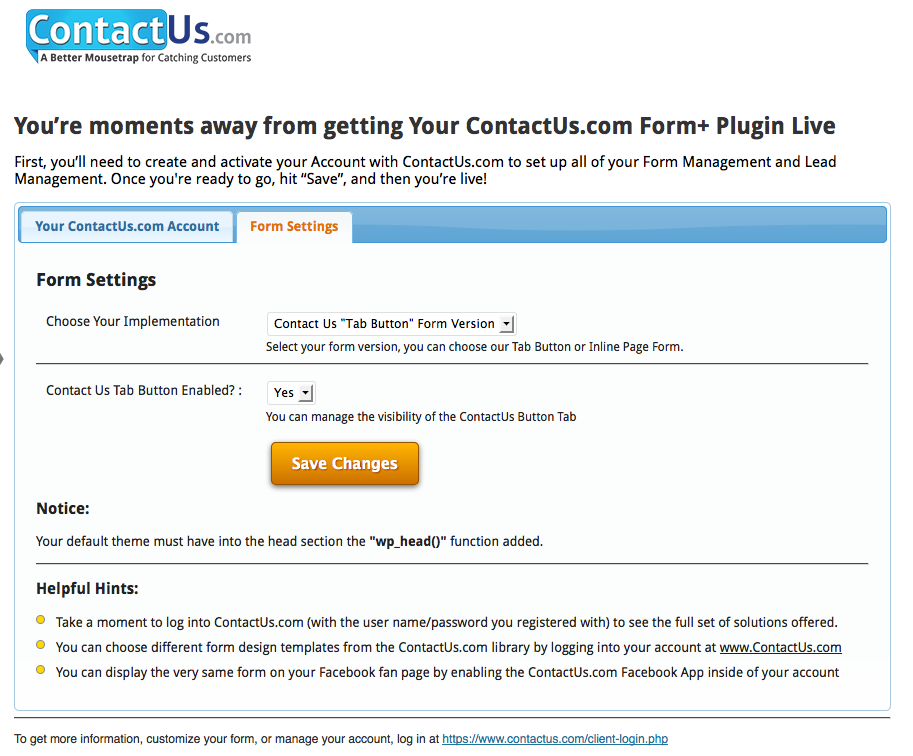 ContactUs.com
A Better Mousetrap for Catching Customers
You're moments away from getting Your ContactUs.com Form+ Plugin Live
First, you'll need to create and activate your Account with ContactUs.com to set up all of your Form Management and Lead
Management. Once you're ready to go, hit “Save”, and then you're live!
Your ContactUs.com Account
Form Settings
Form Settings
Choose Your Implementation
Contact Us "Tab Button" Form Version
Select your form version, you can choose our Tab Button or Inline Page Form.
Contact Us Tab Button Enabled? :
Yes
You can manage the visibility of the ContactUs Button Tab
Save Changes
Notice:
Your default theme must have into the head section the "wp_head()" function added.
Helpful Hints:
Take a moment to log into ContactUs.com (with the user name/password you registered with) to see the full set of solutions offered.
You can choose different form design templates from the ContactUs.com library by logging into your account at www.ContactUs.com
You can display the very same form on your Facebook fan page by enabling the ContactUs.com Facebook App inside of your account
To get more information, customize your form, or manage your account, log in at https://www.contactus.com/client-login.php